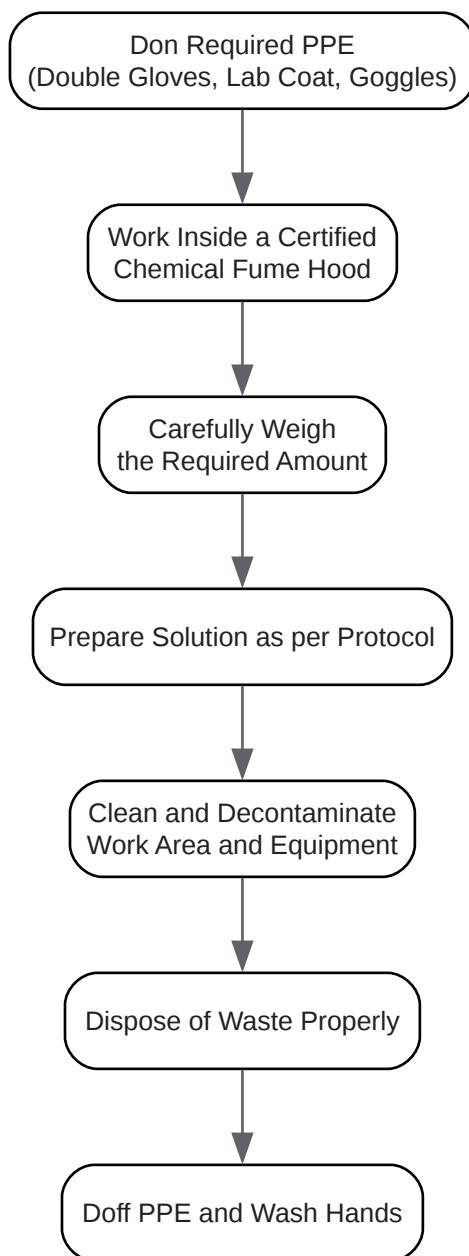 Don Required PPE
(Double Gloves, Lab Coat, Goggles)
Work Inside a Certified
Chemical Fume Hood
Carefully Weigh
the Required Amount
Prepare Solution as per Protocol
Clean and Decontaminate
Work Area and Equipment
Dispose of Waste Properly
Doff PPE and Wash Hands